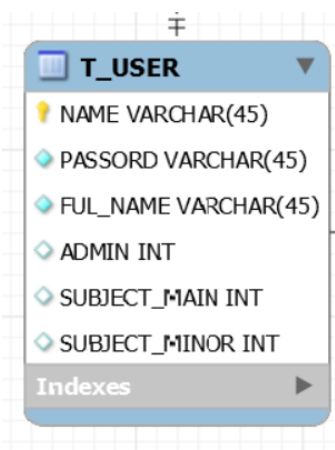 T_USER
NAME VARCHAR(45)
PASSORD VARCHAR(45)
FUL_NAME VARCHAR(45)
ADMIN INT
SUBJECT_MAIN INT
SUBJECT_MINOR INT
Indexes